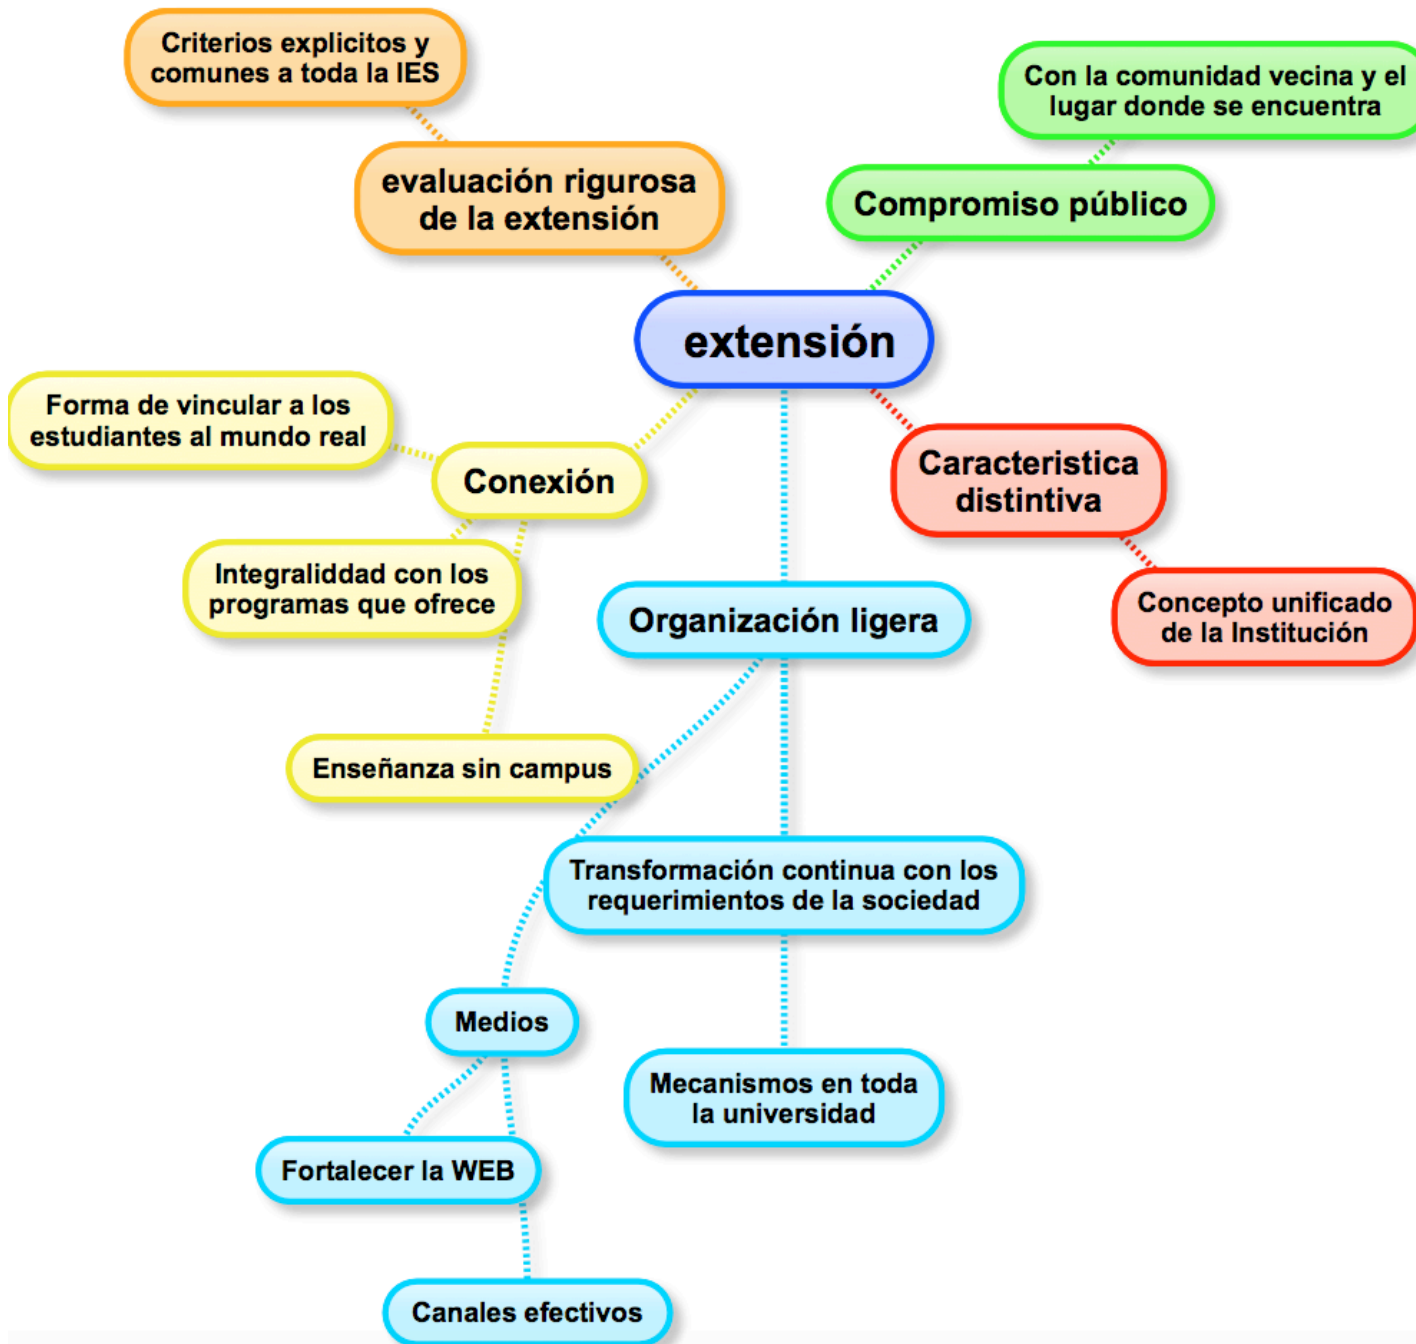 Criterios explicitos y
comunes a toda la IES
Con la comunidad vecina y el
lugar donde se encuentra
evaluación rigurosa
de la extensión
Compromiso público
extensión
Forma de vincular a los
estudiantes al mundo real
Conexión
Caracteristica
distintiva
Integraliddad con los
programas que ofrece
Organización ligera
Concepto unificado
de la Institución
Enseñanza sin campus
Transformación continua con los
requerimientos de la sociedad
Medios
Mecanismos en toda
la universidad
Fortalecer la WEB
Canales efectivos